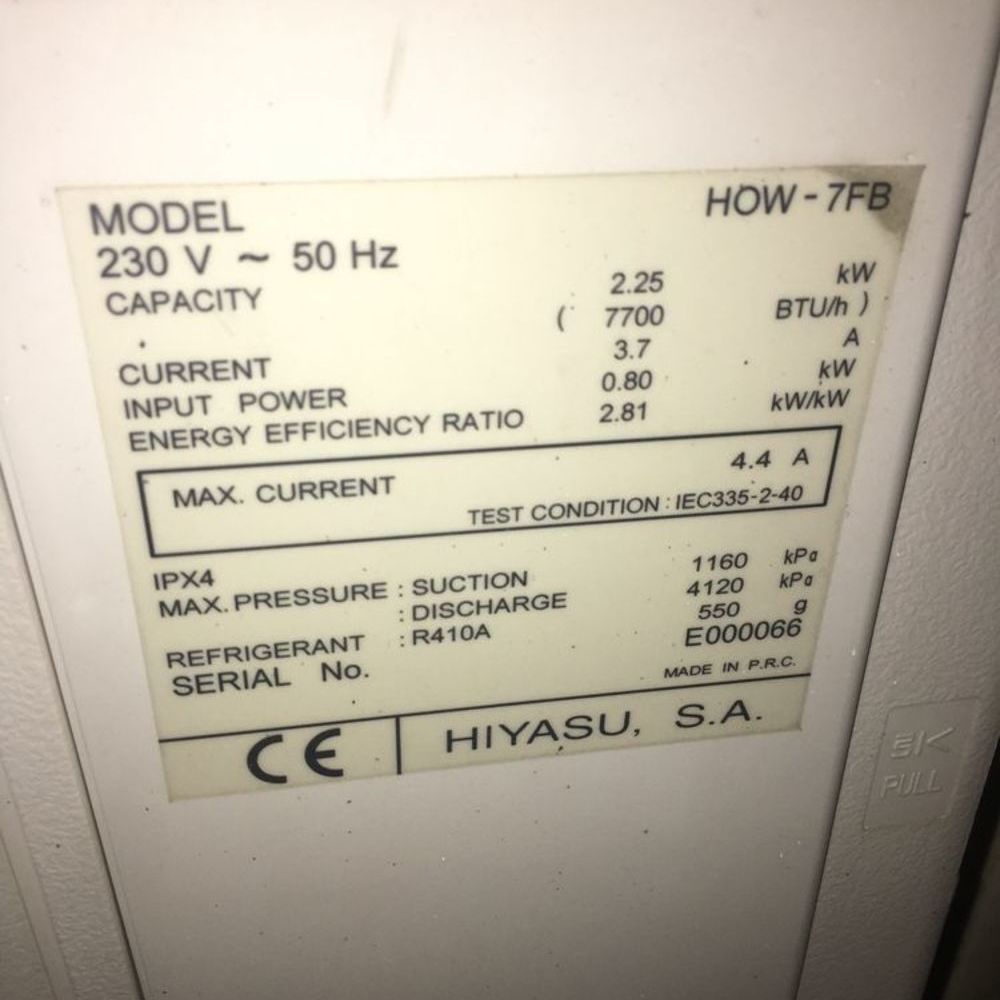 MODEL HOW-7FB
230 V ~ 50 Hz
CAPACITY 2.25 kW
( 7700 BTU/h )
CURRENT 3.7 A
INPUT POWER 0.80 kW
ENERGY EFFICIENCY RATIO 2.81 kW/kW
MAX. CURRENT 4.4 A
TEST CONDITION : IEC335-2-40
IPX4
MAX. PRESSURE : SUCTION 1160 kPa
: DISCHARGE 4120 kPa
REFRIGERANT : R410A 550 g
SERIAL No. E000066
MADE IN P.R.C.
CE HIYASU, S.A.
PULL